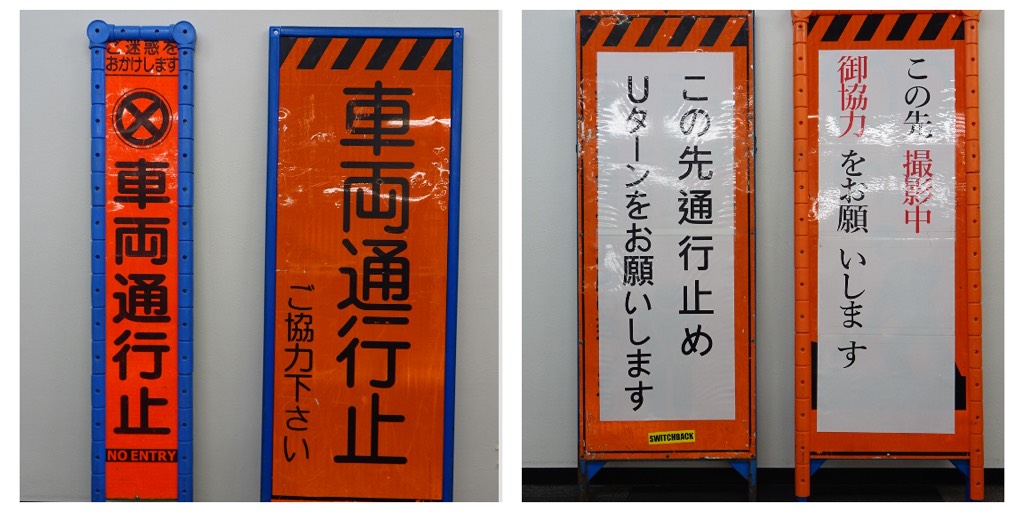 ご迷惑を
おかけします
車両通行止
NO ENTRY
車両通行止
ご協力下さい
この先通行止め
Uターンをお願いします
SWITCHBACK
この先 撮影中
御協力 をお願いします